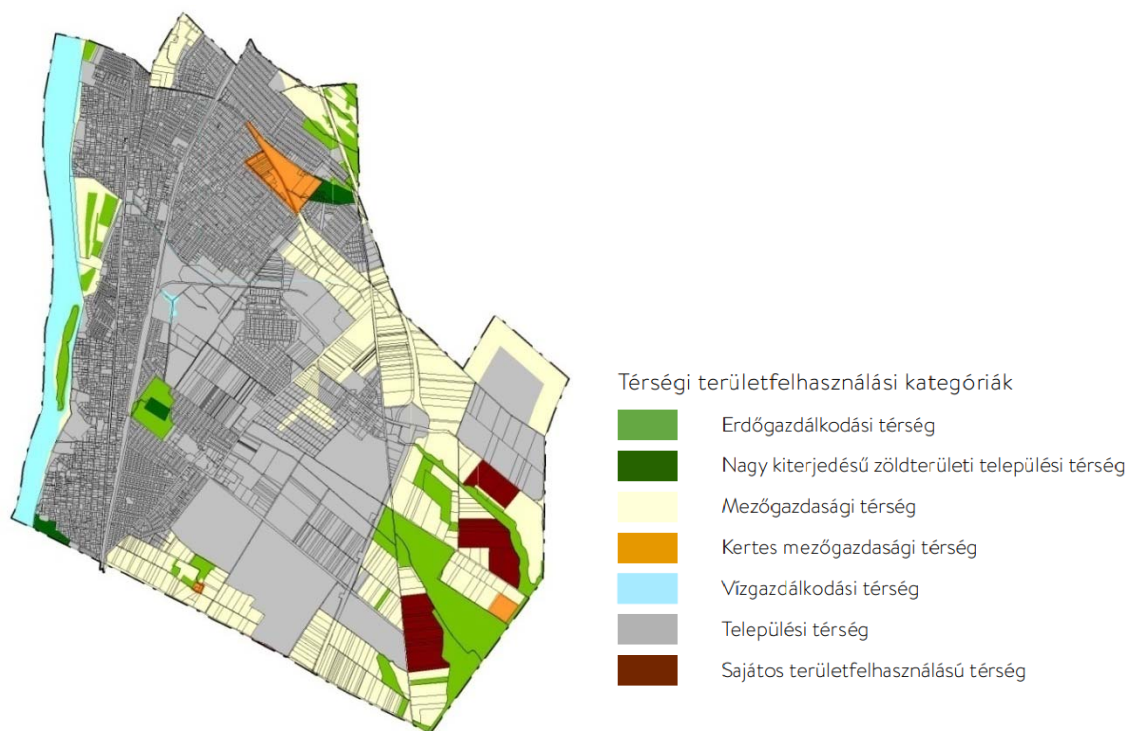 Térségi területfelhasználási kategóriák
Erdőgazdálkodási térség
Nagy kiterjedésű zöldterületi települési térség
Mezőgazdasági térség
Kertes mezőgazdasági térség
Vízgazdálkodási térség
Települési térség
Sajátos területfelhasználású térség